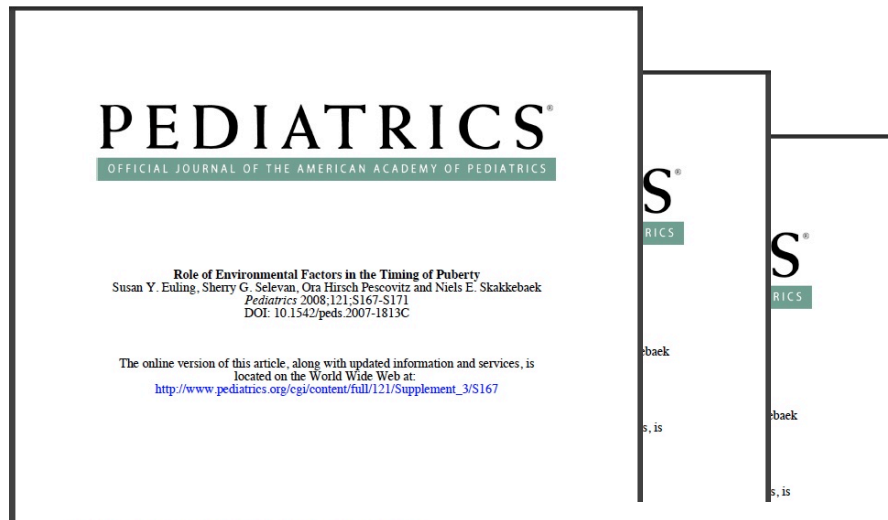 PEDIATRICS®
OFFICIAL JOURNAL OF THE AMERICAN ACADEMY OF PEDIATRICS
Role of Environmental Factors in the Timing of Puberty
Susan Y. Euling, Sherry G. Selevan, Ora Hirsch Pescovitz and Niels E. Skakkebaek
Pediatrics 2008;121;S167-S171
DOI: 10.1542/peds.2007-1813C
The online version of this article, along with updated information and services, is
located on the World Wide Web at:
http://www.pediatrics.org/cgi/content/full/121/Supplement_3/S167
S®
RICS
ebaek
s, is
S®
RICS
ebaek
s, is